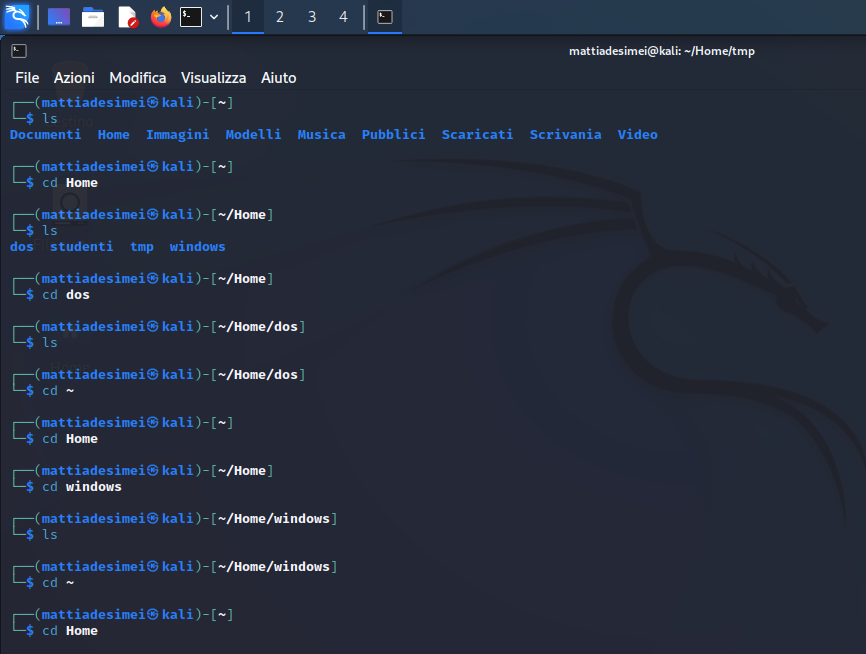 1 2 3 4
mattiadesimei@kali: ~/Home/tmp
File Azioni Modifica Visualizza Aiuto
┌──(mattiadesimei㉿kali)-[~]
└─$ ls
Documenti Home Immagini Modelli Musica Pubblici Scaricati Scrivania Video
┌──(mattiadesimei㉿kali)-[~]
└─$ cd Home
┌──(mattiadesimei㉿kali)-[~/Home]
└─$ ls
dos studenti tmp windows
┌──(mattiadesimei㉿kali)-[~/Home]
└─$ cd dos
┌──(mattiadesimei㉿kali)-[~/Home/dos]
└─$ ls
┌──(mattiadesimei㉿kali)-[~/Home/dos]
└─$ cd ~
┌──(mattiadesimei㉿kali)-[~]
└─$ cd Home
┌──(mattiadesimei㉿kali)-[~/Home]
└─$ cd windows
┌──(mattiadesimei㉿kali)-[~/Home/windows]
└─$ ls
┌──(mattiadesimei㉿kali)-[~/Home/windows]
└─$ cd ~
┌──(mattiadesimei㉿kali)-[~]
└─$ cd Home